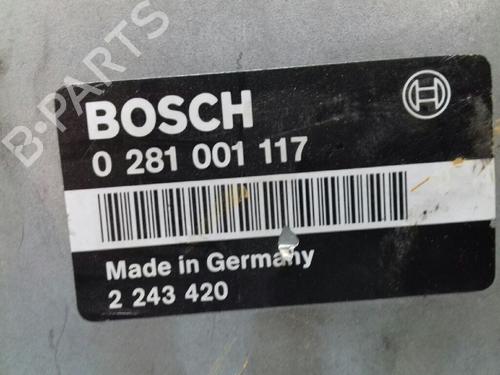 B-PARTS
BOSCH
0 281 001 117
Made in Germany
2 243 420